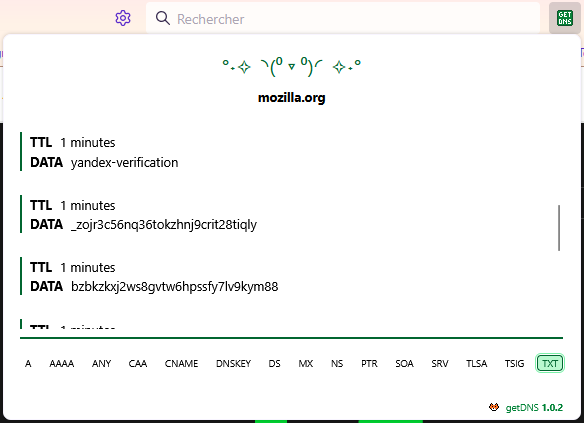 Rechercher
GET
DNS
°˖✧ ◝(⁰ ▿ ⁰)◜ ✧˖°
mozilla.org
TTL 1 minutes
DATA yandex-verification
TTL 1 minutes
DATA _zojr3c56nq36tokzhnj9crit28tiqly
TTL 1 minutes
DATA bzbkzkxj2ws8gvtw6hpssfy7lv9kym88
TTL 1 minutes
A AAAA ANY CAA CNAME DNSKEY DS MX NS PTR SOA SRV TLSA TSIG TXT
getDNS 1.0.2